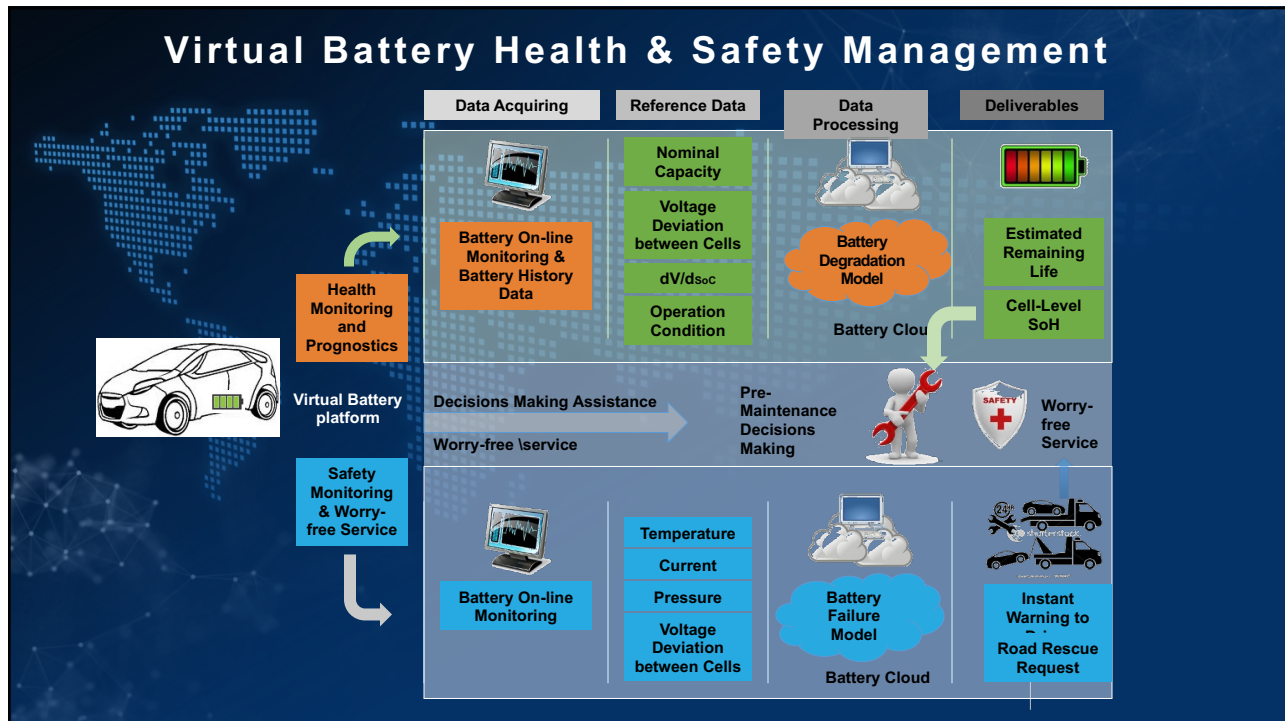 Virtual Battery Health & Safety Management
Data Acquiring
Reference Data
Data
Processing
Deliverables
Nominal
Capacity
Voltage
Deviation
between Cells
dV/dSoC
Operation
Condition
Battery On-line
Monitoring &
Battery History
Data
Battery
Degradation
Model
Battery Clou
Estimated
Remaining
Life
Cell-Level
SoH
Health
Monitoring
and
Prognostics
Virtual Battery
platform
Decisions Making Assistance
Worry-free \service
Pre-
Maintenance
Decisions
Making
SAFETY
Worry-
free
Service
Safety
Monitoring
& Worry-
free Service
Battery On-line
Monitoring
Temperature
Current
Pressure
Voltage
Deviation
between Cells
Battery
Failure
Model
Battery Cloud
24
shutterstock
Instant
Warning to
Road Rescue
Request